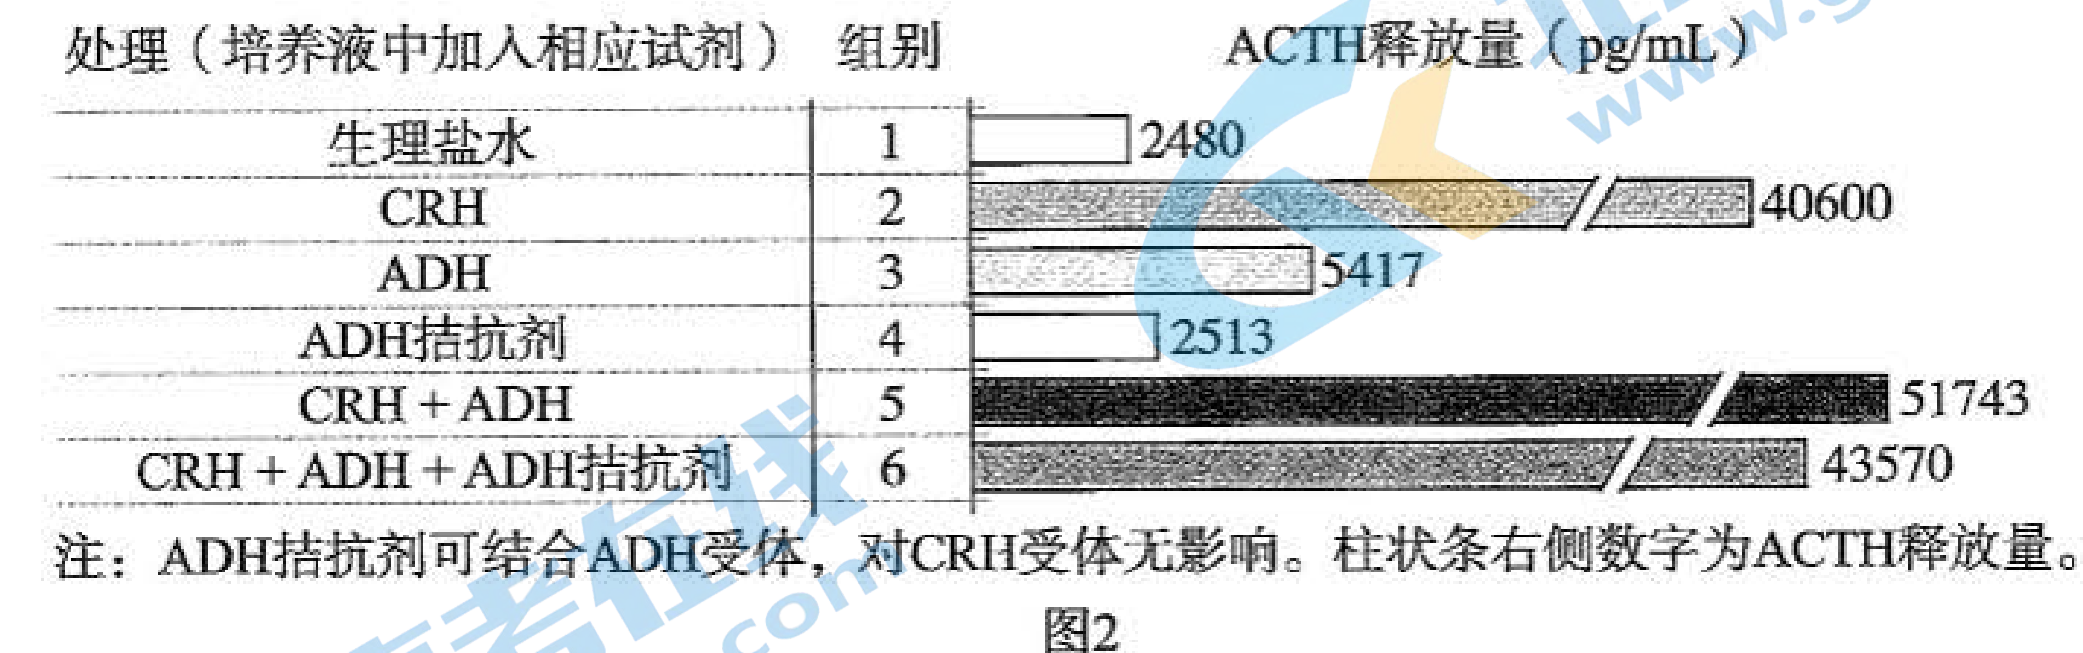 处理（培养液中加入相应试剂） 组别 ACTH释放量（pg/mL）
生理盐水 1 2480
CRH 2 40600
ADH 3 5417
ADH拮抗剂 4 2513
CRH + ADH 5 51743
CRH + ADH + ADH拮抗剂 6 43570
注：ADH拮抗剂可结合ADH受体，对CRH受体无影响。柱状条右侧数字为ACTH释放量。
图2
www.g
考在线
com